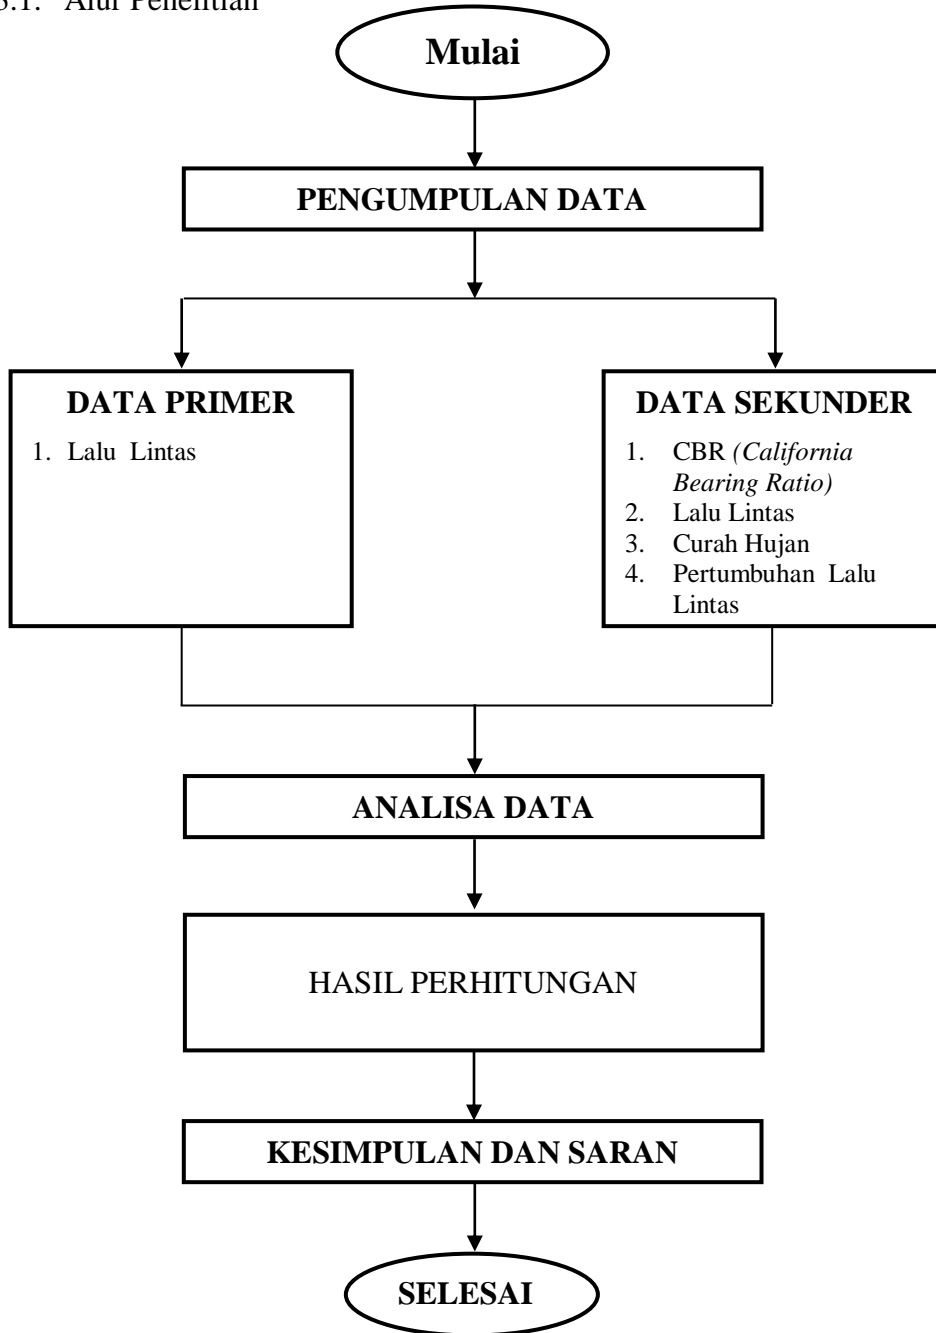 3.1. Alur Penelitian
Mulai
PENGUMPULAN DATA
DATA PRIMER
1. Lalu Lintas
DATA SEKUNDER
1. CBR (California
Bearing Ratio)
2. Lalu Lintas
3. Curah Hujan
4. Pertumbuhan Lalu
Lintas
ANALISA DATA
HASIL PERHITUNGAN
KESIMPULAN DAN SARAN
SELESAI